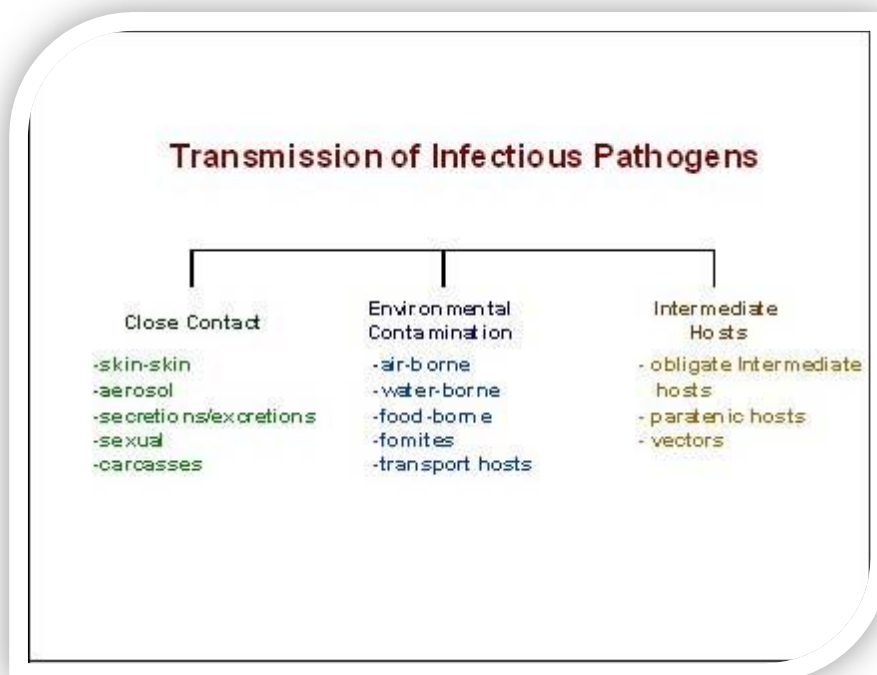 Transmission of Infectious Pathogens
Close Contact
-skin-skin
-aerosol
-secretions/excretions
-sexual
-carcasses
Environmental
Contamination
-air-borne
-water-borne
-food-borne
-fomites
-transport hosts
Intermediate
Hosts
- obligate Intermediate
hosts
- paratenic hosts
- vectors